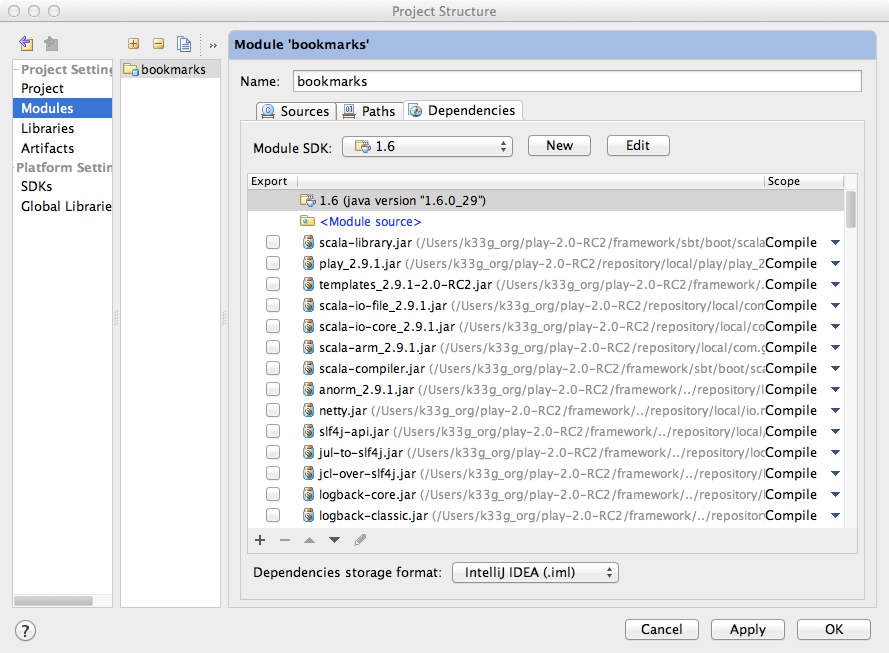 Project Structure
»
Project Settin
Project
Modules
Libraries
Artifacts
Platform Settin
SDKs
Global Librarie
bookmarks
Module 'bookmarks'
Name: bookmarks
Sources Paths Dependencies
Module SDK: 1.6 New Edit
Export Scope
1.6 (java version "1.6.0_29")
<Module source>
scala-library.jar (/Users/k33g_org/play-2.0-RC2/framework/sbt/boot/scala Compile
play_2.9.1.jar (/Users/k33g_org/play-2.0-RC2/repository/local/play/play_2 Compile
templates_2.9.1-2.0-RC2.jar (/Users/k33g_org/play-2.0-RC2/framework/. Compile
scala-io-file_2.9.1.jar (/Users/k33g_org/play-2.0-RC2/repository/local/com Compile
scala-io-core_2.9.1.jar (/Users/k33g_org/play-2.0-RC2/repository/local/co Compile
scala-arm_2.9.1.jar (/Users/k33g_org/play-2.0-RC2/repository/local/com.g Compile
scala-compiler.jar (/Users/k33g_org/play-2.0-RC2/framework/sbt/boot/sca Compile
anorm_2.9.1.jar (/Users/k33g_org/play-2.0-RC2/framework/../repository/l Compile
netty.jar (/Users/k33g_org/play-2.0-RC2/framework/../repository/local/io.n Compile
slf4j-api.jar (/Users/k33g_org/play-2.0-RC2/framework/../repository/local, Compile
jul-to-slf4j.jar (/Users/k33g_org/play-2.0-RC2/framework/../repository/loc Compile
jcl-over-slf4j.jar (/Users/k33g_org/play-2.0-RC2/framework/../repository/l Compile
logback-core.jar (/Users/k33g_org/play-2.0-RC2/framework/../repository/l Compile
logback-classic.jar (/Users/k33g_org/play-2.0-RC2/framework/../repositor Compile
Dependencies storage format: IntelliJ IDEA (.iml)
? Cancel Apply OK